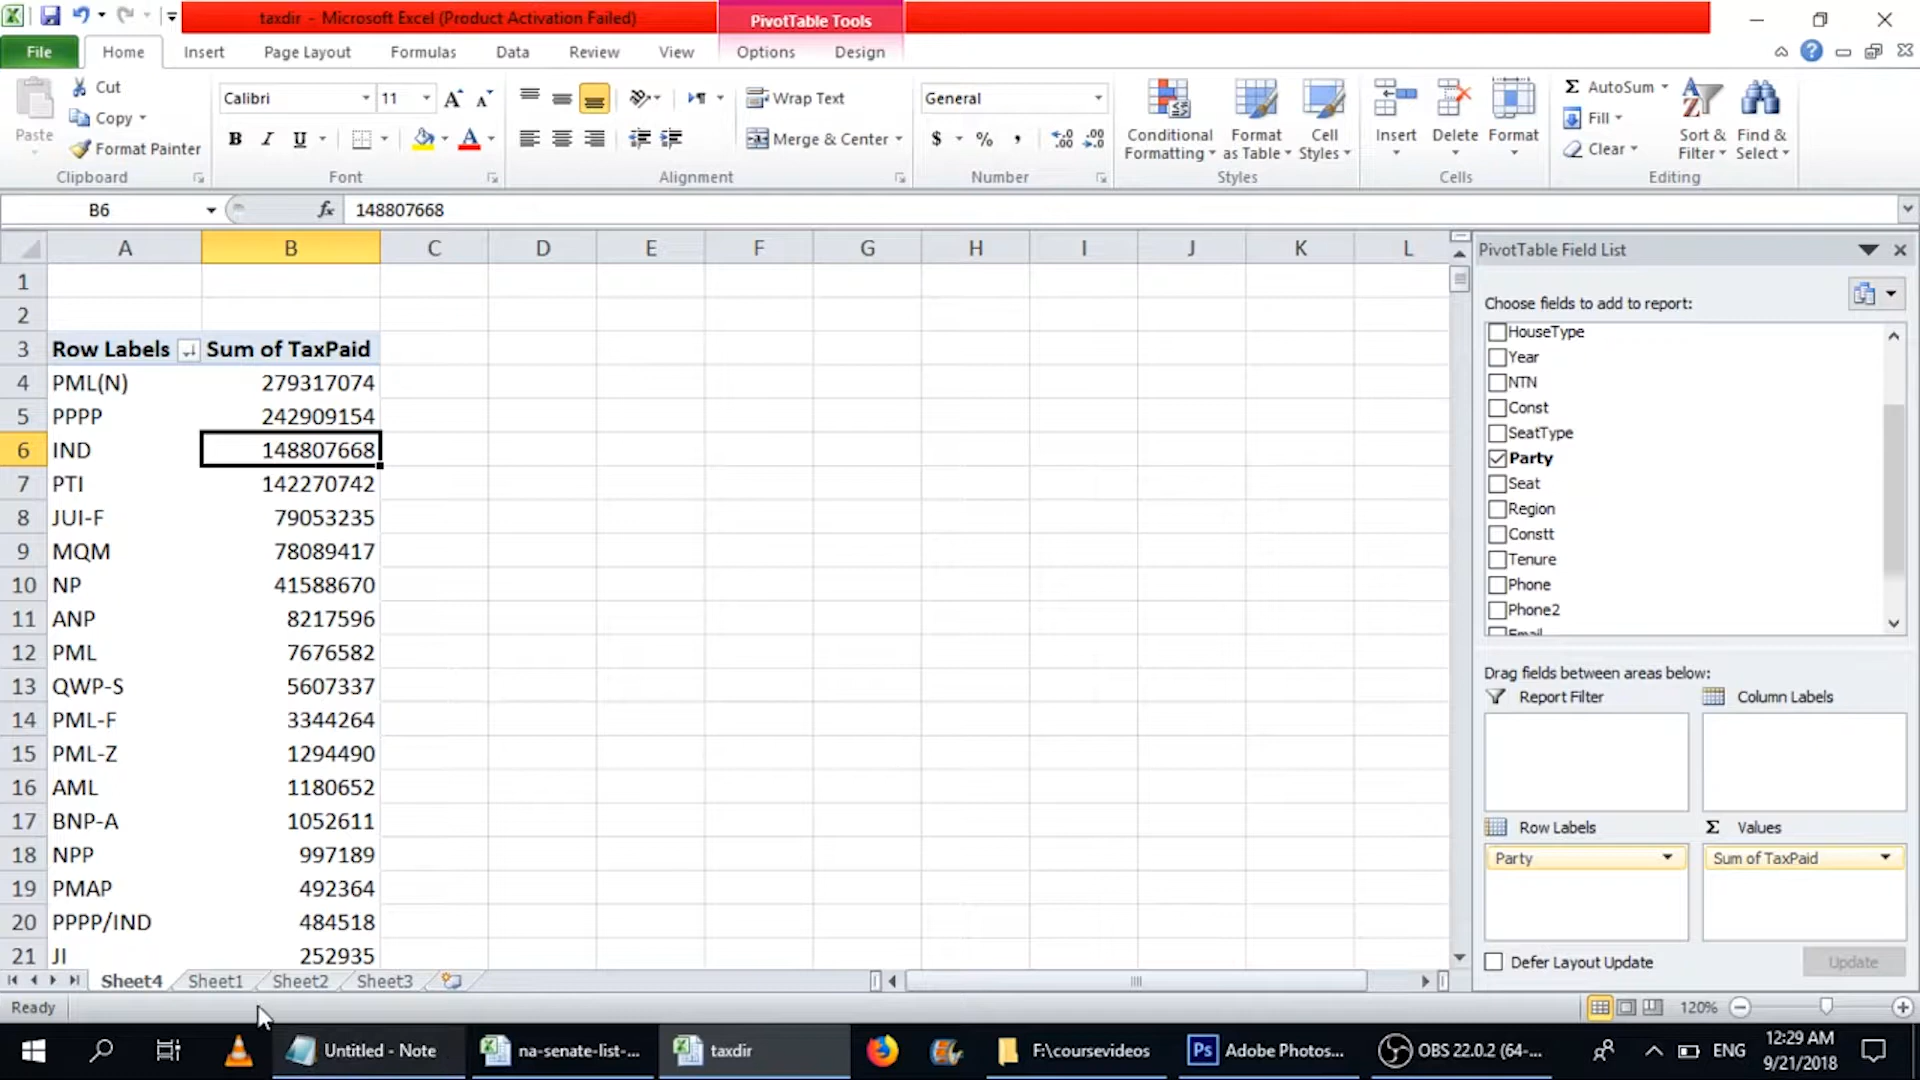 taxdir - Microsoft Excel (Product Activation Failed)
PivotTable Tools
File Home Insert Page Layout Formulas Data Review View Options Design
Paste
Cut
Copy
Format Painter
Clipboard
Calibri 11
B I U A
Font
Wrap Text
Merge & Center
Alignment
General
$ % ,
Number
Conditional Formatting
Format as Table
Cell Styles
Styles
Insert Delete Format
Cells
AutoSum
Fill
Clear
Sort & Filter
Find & Select
Editing
B6 fx 148807668
A B C D E F G H I J K L
1
2
3 Row Labels Sum of TaxPaid
4 PML(N) 279317074
5 PPPP 242909154
6 IND 148807668
7 PTI 142270742
8 JUI-F 79053235
9 MQM 78089417
10 NP 41588670
11 ANP 8217596
12 PML 7676582
13 QWP-S 5607337
14 PML-F 3344264
15 PML-Z 1294490
16 AML 1180652
17 BNP-A 1052611
18 NPP 997189
19 PMAP 492364
20 PPPP/IND 484518
21 JI 252935
PivotTable Field List
Choose fields to add to report:
HouseType
Year
NTN
Const
SeatType
Party
Seat
Region
Constt
Tenure
Phone
Phone2
Email
Drag fields between areas below:
Report Filter Column Labels
Row Labels Σ Values
Party Sum of TaxPaid
Defer Layout Update Update
Sheet4 Sheet1 Sheet2 Sheet3
Ready 120%
Untitled - Note
na-senate-list-...
taxdir
F:\coursevideos
Ps Adobe Photos...
OBS 22.0.2 (64-...
ENG
12:29 AM
9/21/2018